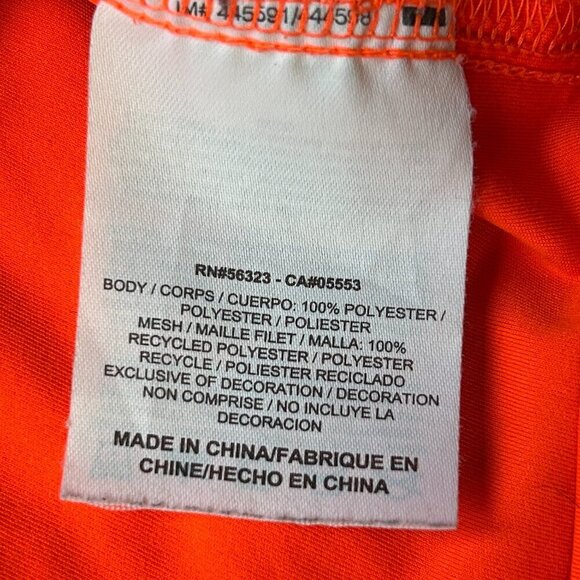 RN#56323 - CA#05553
BODY / CORPS / CUERPO: 100% POLYESTER /
POLYESTER / POLIESTER
MESH / MAILLE FILET / MALLA: 100%
RECYCLED POLYESTER / POLYESTER
RECYCLE / POLIESTER RECICLADO
EXCLUSIVE OF DECORATION / DECORATION
NON COMPRISE / NO INCLUYE LA
DECORACION
MADE IN CHINA/FABRIQUE EN
CHINE/HECHO EN CHINA